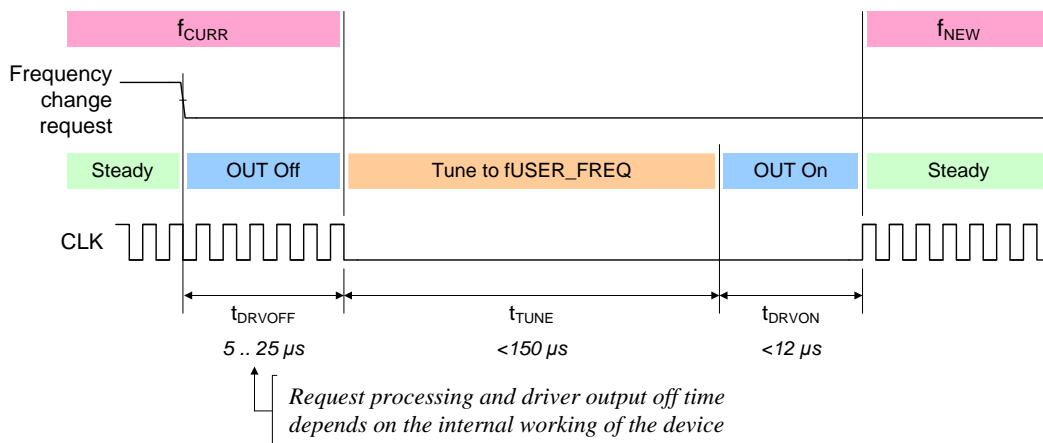 fCURR
fNEW
Frequency
change
request
Steady
OUT Off
Tune to fUSER_FREQ
OUT On
Steady
CLK
tDRVOFF
tTUNE
tDRVON
5 .. 25 µs
<150 µs
<12 µs
Request processing and driver output off time
depends on the internal working of the device